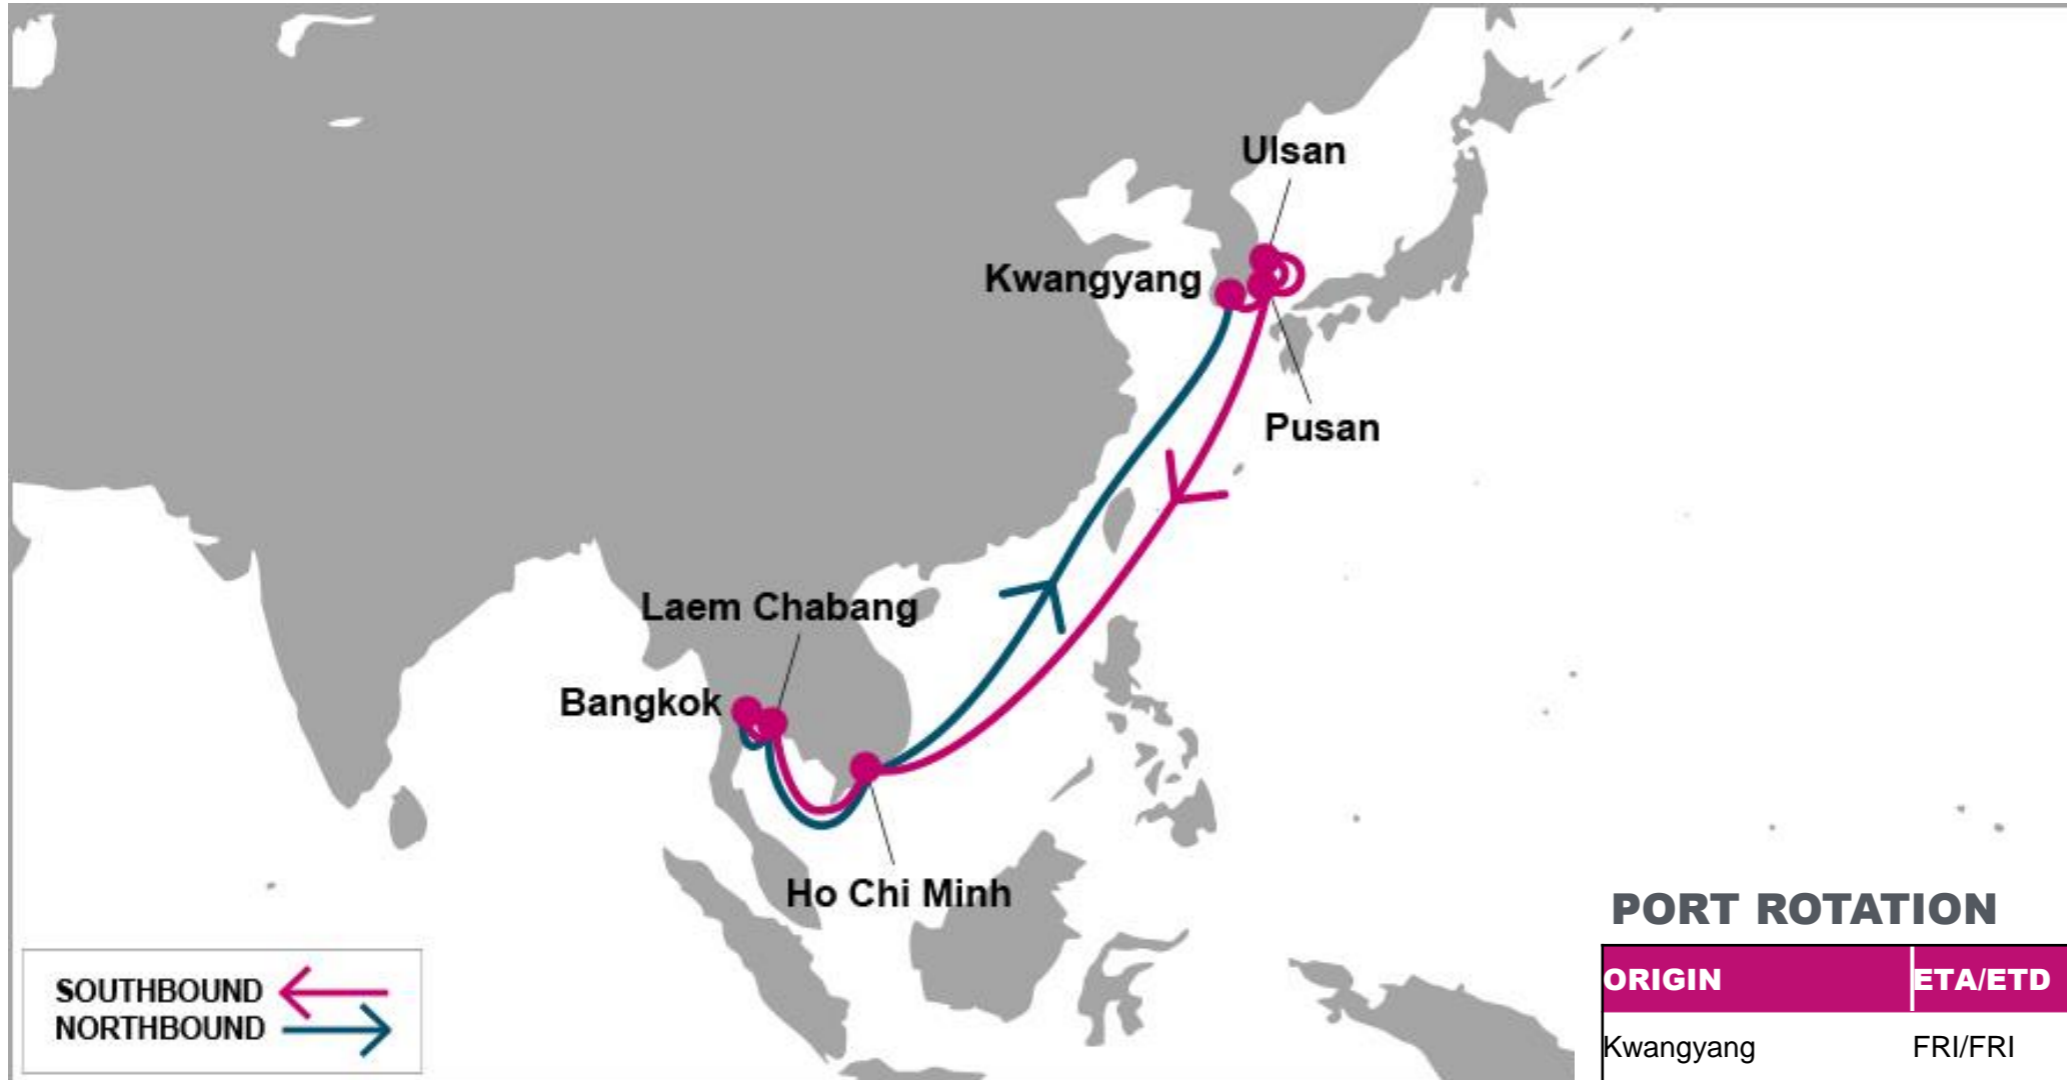 Ulsan
Kwangyang
Pusan
Laem Chabang
Bangkok
Ho Chi Minh
SOUTHBOUND
NORTHBOUND
PORT ROTATION
ORIGIN ETA/ETD
Kwangyang FRI/FRI